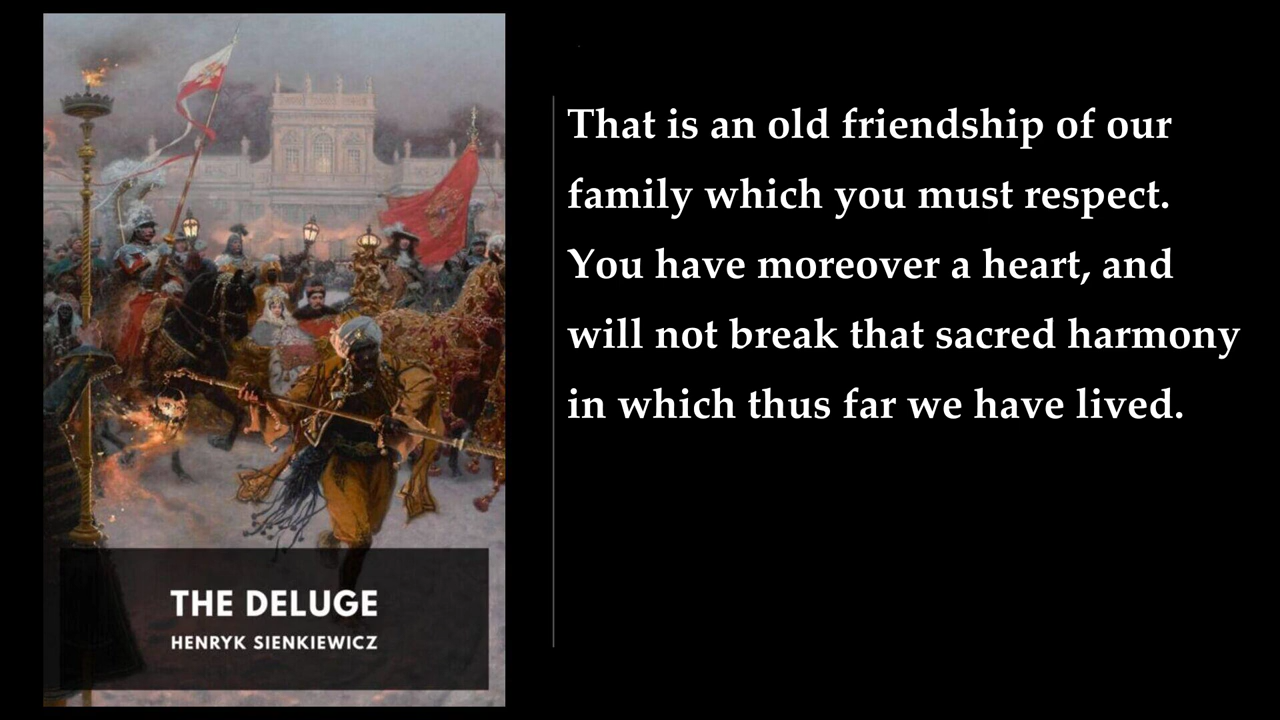 THE DELUGE
HENRYK SIENKIEWICZ
That is an old friendship of our
family which you must respect.
You have moreover a heart, and
will not break that sacred harmony
in which thus far we have lived.